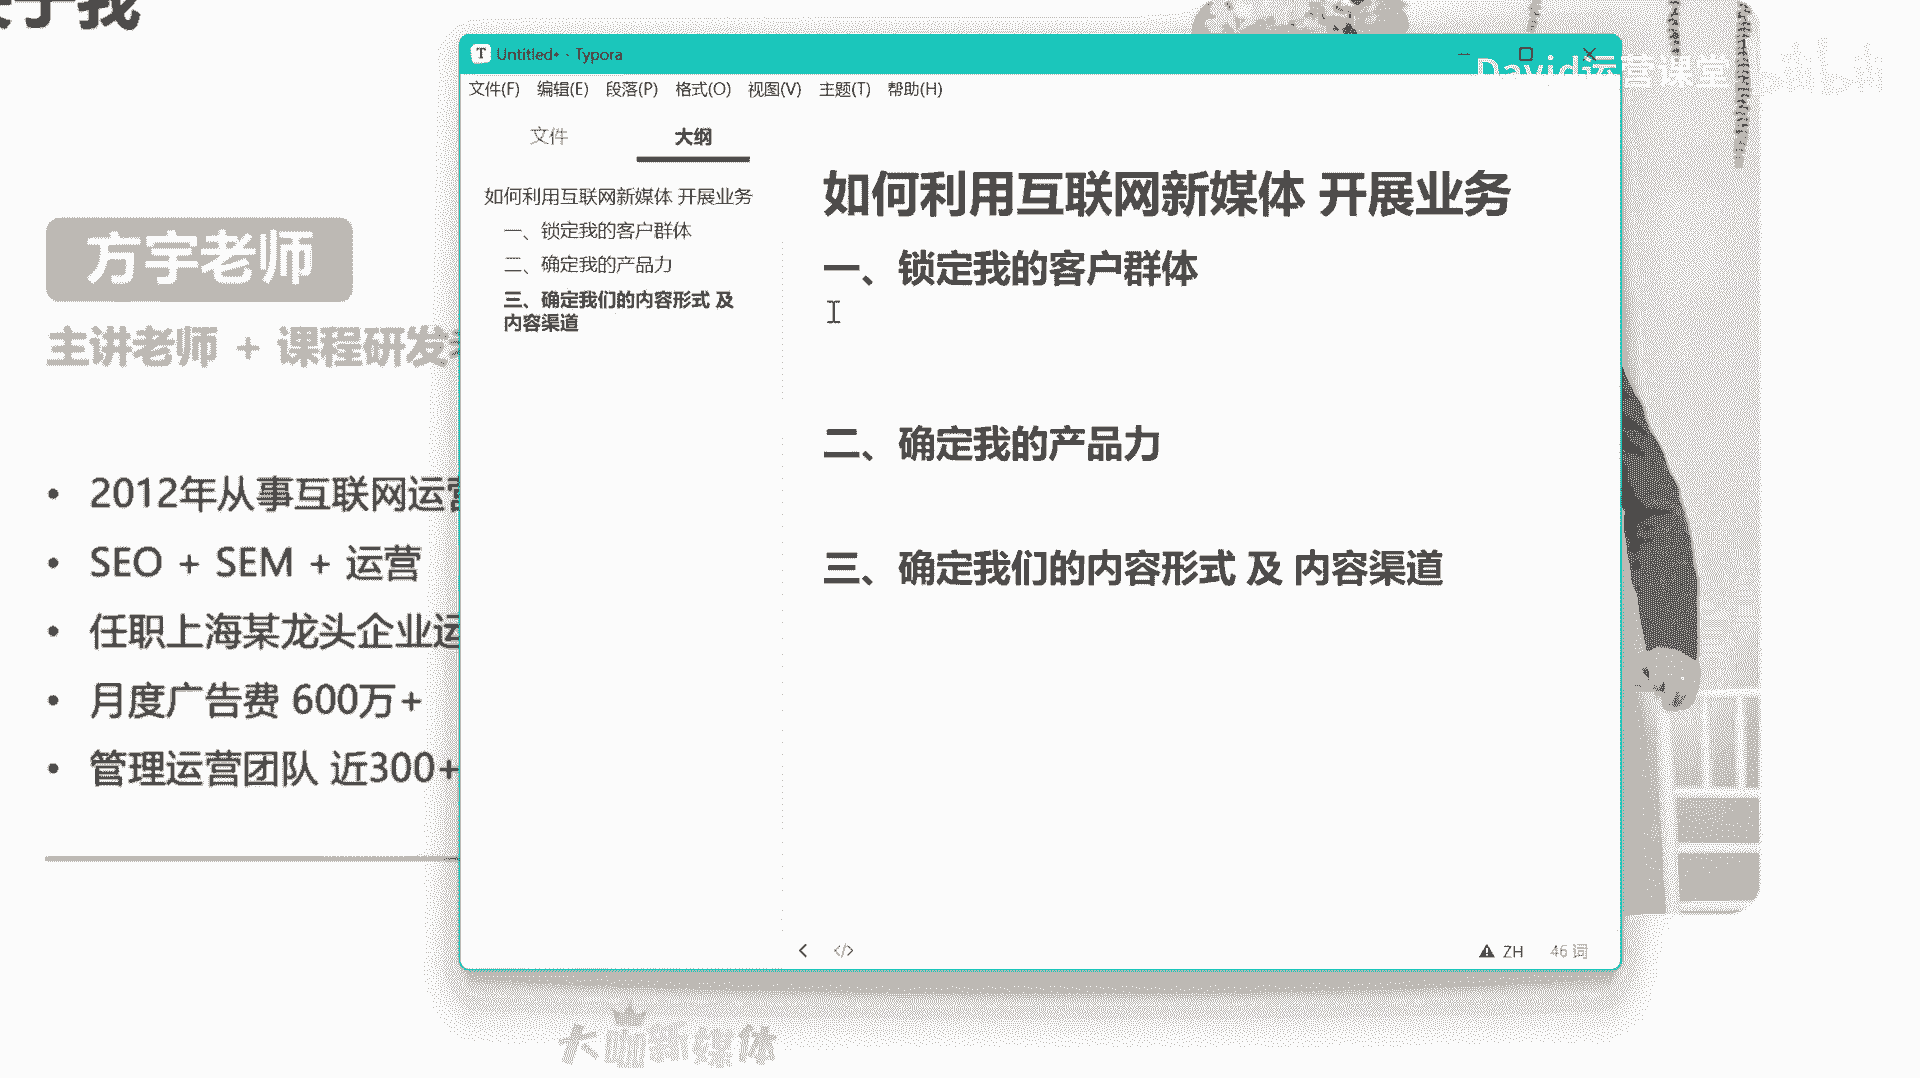 关于我
方宇老师
主讲老师 + 课程研发
2012年从事互联网运营
SEO + SEM + 运营
任职上海某龙头企业运
月度广告费 600万+
管理运营团队 近300+
Untitled• - Typora
David运营课堂 bilibili
文件(F) 编辑(E) 段落(P) 格式(O) 视图(V) 主题(T) 帮助(H)
文件 大纲
如何利用互联网新媒体 开展业务
一、锁定我的客户群体
二、确定我的产品力
三、确定我们的内容形式 及
内容渠道
如何利用互联网新媒体 开展业务
一、锁定我的客户群体
二、确定我的产品力
三、确定我们的内容形式 及 内容渠道
</> ZH 46 词
大咖新媒体